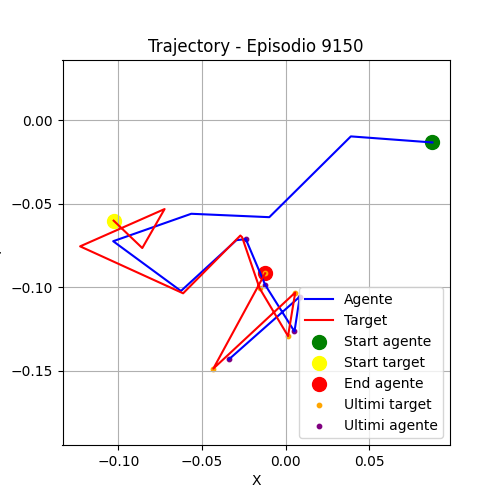 Trajectory - Episodio 9150
0.00
−0.05
−0.10
−0.15
−0.10
−0.05
0.00
0.05
X
Agente
Target
Start agente
Start target
End agente
Ultimi target
Ultimi agente